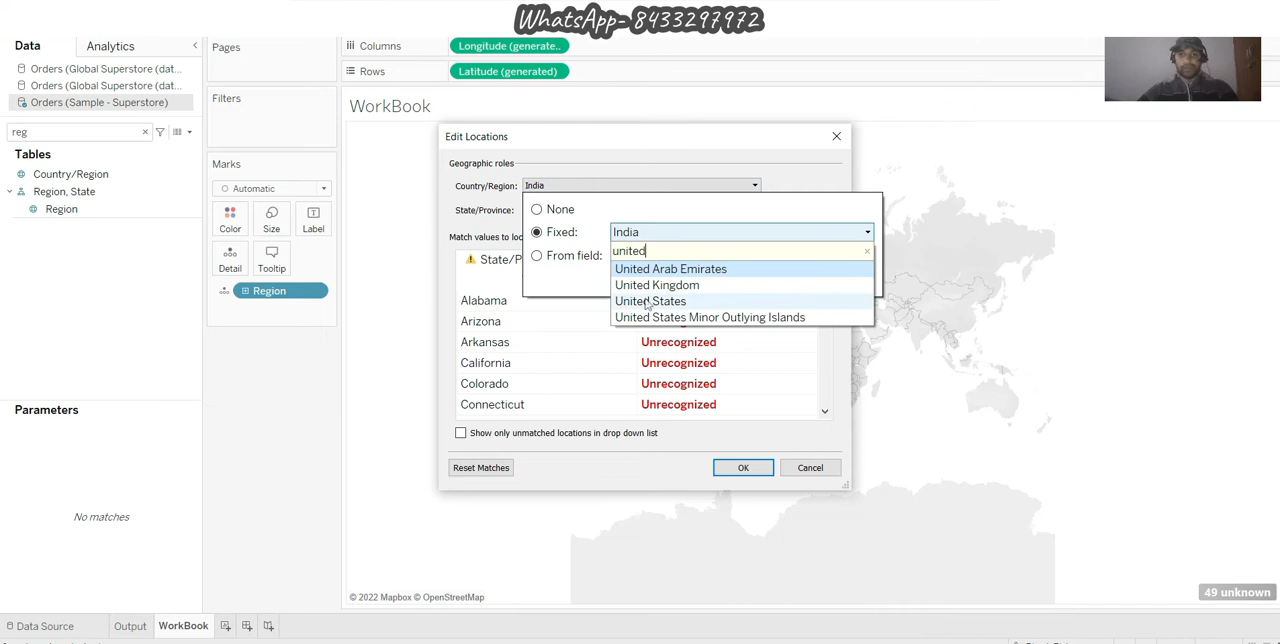 WhatsApp- 8433297972
Data
Analytics
Pages
Columns
Longitude (generate..
Rows
Latitude (generated)
Orders (Global Superstore (dat...
Orders (Global Superstore (dat...
Orders (Sample - Superstore)
Filters
WorkBook
reg
Tables
Country/Region
Region, State
Region
Marks
Automatic
Color
Size
Label
Detail
Tooltip
Region
Edit Locations
Geographic roles
Country/Region:
India
State/Province:
None
Fixed:
India
From field:
united
United Arab Emirates
United Kingdom
United States
United States Minor Outlying Islands
Match values to loc
State/P
Alabama
Arizona
Arkansas
Unrecognized
California
Unrecognized
Colorado
Unrecognized
Connecticut
Unrecognized
Show only unmatched locations in drop down list
Reset Matches
OK
Cancel
Parameters
No matches
© 2022 Mapbox © OpenStreetMap
49 unknown
Data Source
Output
WorkBook